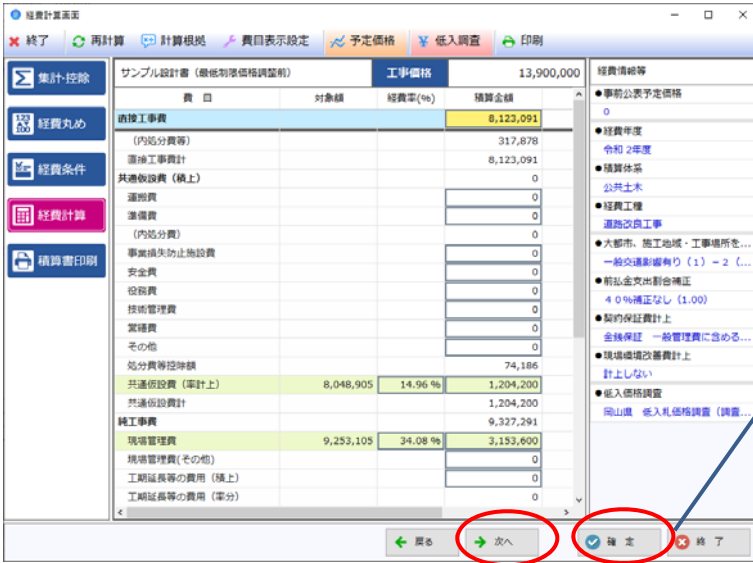 経費計算画面
終了 再計算 計算根拠 費目表示設定 予定価格 低入調査 印刷
集計・控除
経費丸め
経費条件
経費計算
積算書印刷
サンプル設計書（最低制限価格調整前） 工事価格 13,900,000
費 目 対象額 経費率(%) 積算金額
直接工事費 8,123,091
（内処分費等） 317,878
直接工事費計 8,123,091
共通仮設費（積上） 0
運搬費 0
準備費 0
（内処分費） 0
事業損失防止施設費 0
安全費 0
役務費 0
技術管理費 0
営繕費 0
その他 0
処分費等控除額 74,186
共通仮設費（率計上） 8,048,905 14.96 % 1,204,200
共通仮設費計 1,204,200
純工事費 9,327,291
現場管理費 9,253,105 34.08 % 3,153,600
現場管理費(その他) 0
工期延長等の費用（積上） 0
工期延長等の費用（率分） 0
経費情報等
●事前公表予定価格
0
●経費年度
令和 2年度
●積算体系
公共土木
●経費工種
道路改良工事
●大都市、施工地域・工事場所を...
一般交通影響有り（１）－２（...
●前払金支出割合補正
４０％補正なし（1.00）
●契約保証費計上
金銭保証　一般管理費に含める...
●現場環境改善費計上
計上しない
●低入価格調査
岡山県　低入札価格調査（調査...
戻る 次へ 確 定 終 了